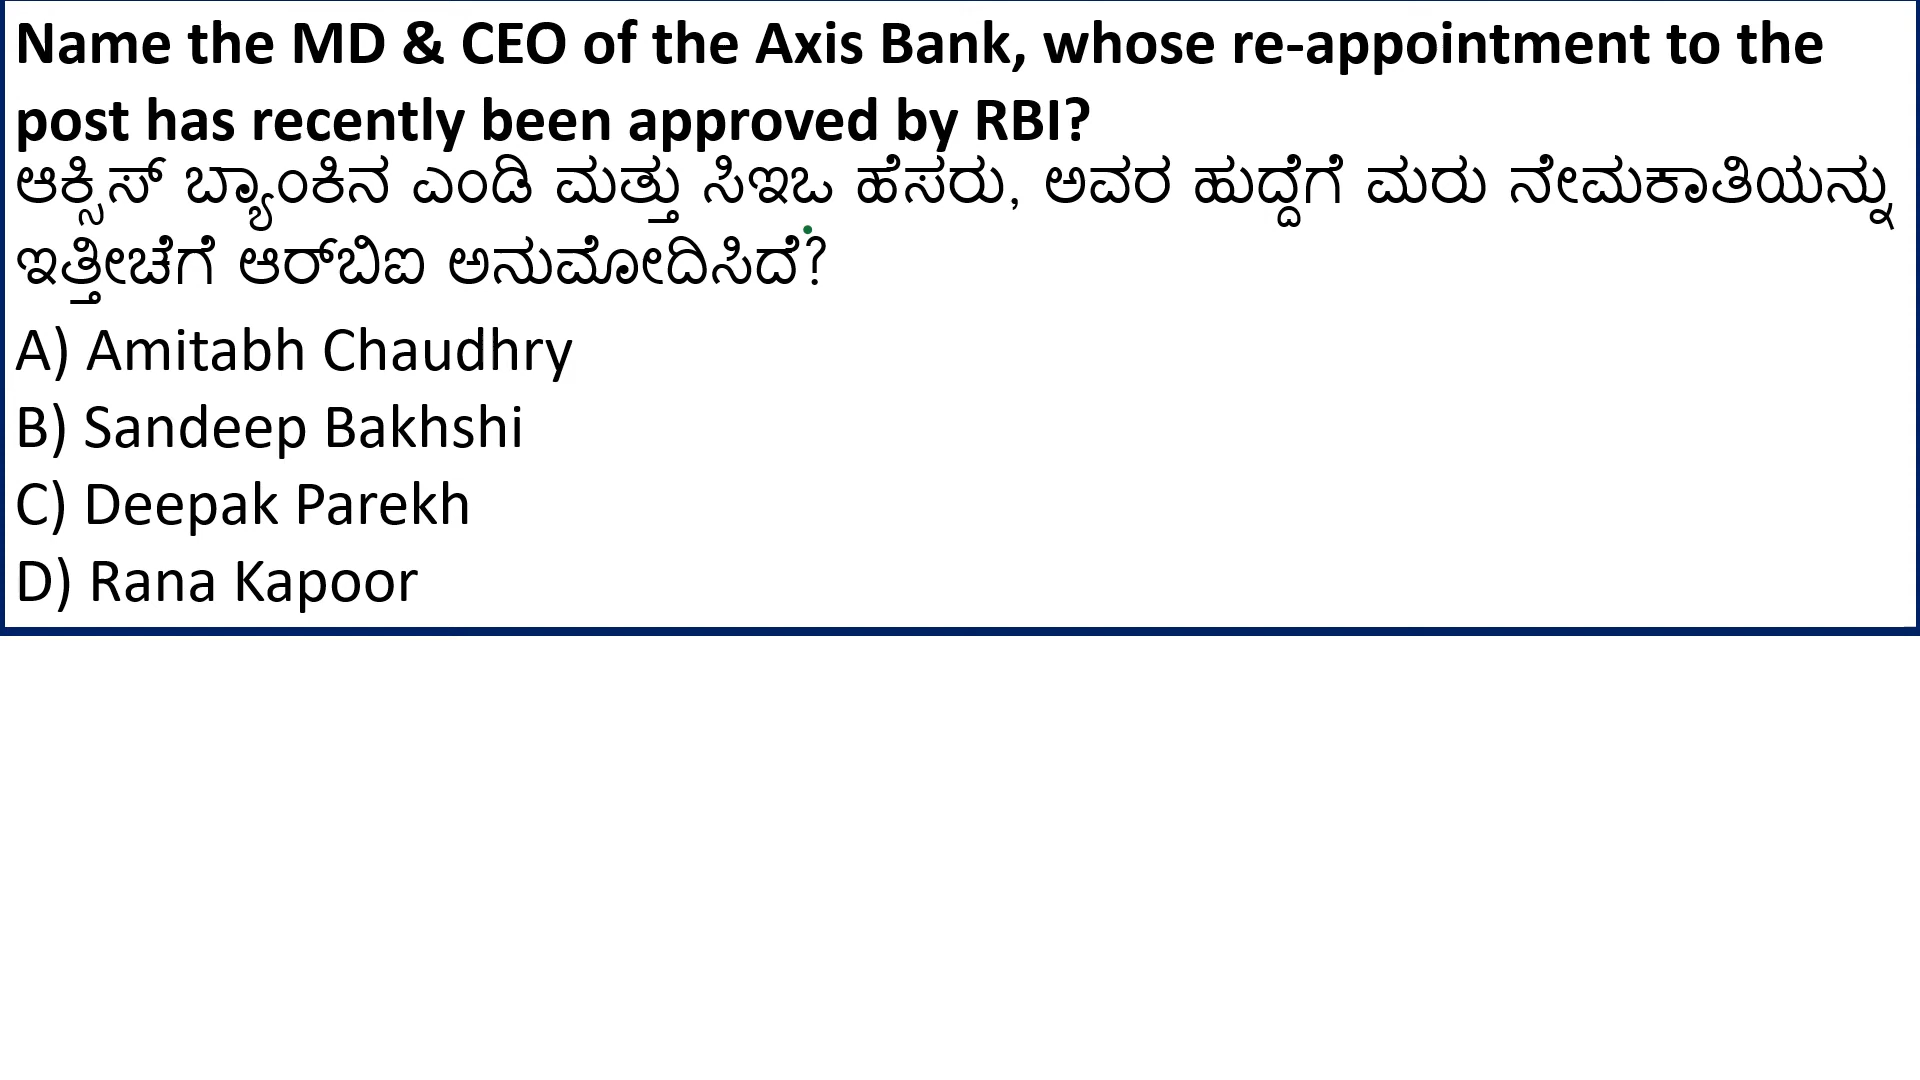 Name the MD & CEO of the Axis Bank, whose re-appointment to the
post has recently been approved by RBI?
ಆಕ್ಸಿಸ್ ಬ್ಯಾಂಕಿನ ಎಂಡಿ ಮತ್ತು ಸಿಇಒ ಹೆಸರು, ಅವರ ಹುದ್ದೆಗೆ ಮರು ನೇಮಕಾತಿಯನ್ನು
ಇತ್ತೀಚೆಗೆ ಆರ್‌ಬಿಐ ಅನುಮೋದಿಸಿದೆ?
A) Amitabh Chaudhry
B) Sandeep Bakhshi
C) Deepak Parekh
D) Rana Kapoor